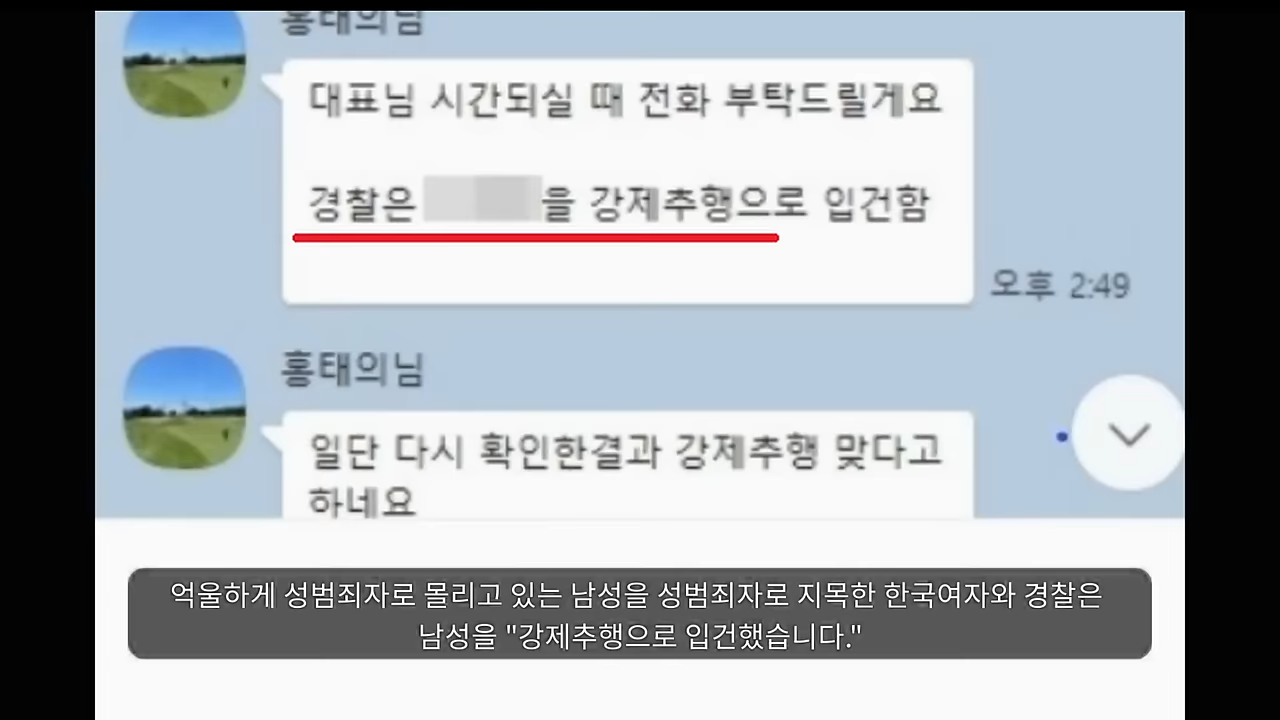 홍태의님
대표님 시간되실 때 전화 부탁드릴게요
경찰은 을 강제추행으로 입건함
오후 2:49
홍태의님
일단 다시 확인한결과 강제추행 맞다고
하네요
억울하게 성범죄자로 몰리고 있는 남성을 성범죄자로 지목한 한국여자와 경찰은
남성을 "강제추행으로 입건했습니다."